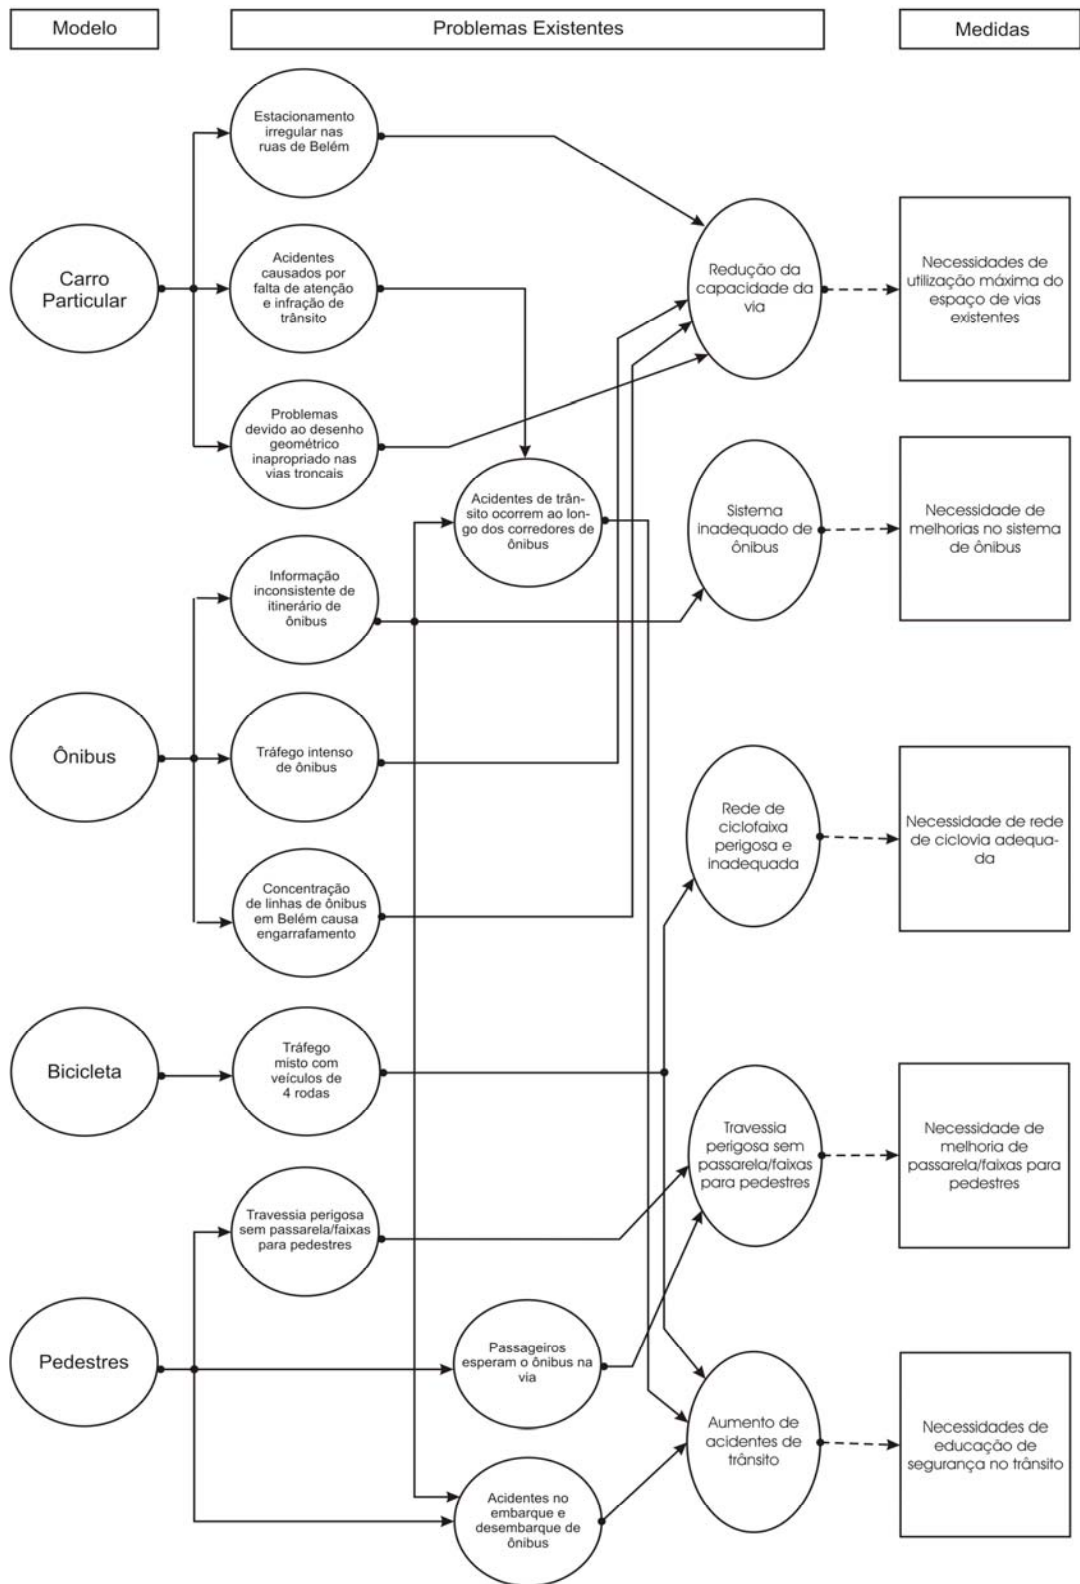 Modelo
Problemas Existentes
Medidas
Estacionamento
irregular nas
ruas de Belém
Carro
Particular
Acidentes
causados por
falta de atenção
e infração de
trânsito
Redução da
capacidade da
via
Necessidades de
utilização máxima do
espaço de vias
existentes
Problemas
devido ao desenho
geométrico
inapropriado nas
vias troncais
Acidentes de trân-
sito ocorrem ao lon-
go dos corredores de
ônibus
Sistema
inadequado de
ônibus
Necessidade de
melhorias no sistema
de ônibus
Informação
inconsistente de
itinerário de
ônibus
Ônibus
Tráfego intenso
de ônibus
Rede de
ciclofaixa
perigosa e
inadequada
Necessidade de rede
de ciclovia adequa-
da
Concentração
de linhas de ônibus
em Belém causa
engarrafamento
Bicicleta
Tráfego
misto com
veículos de
4 rodas
Travessia
perigosa sem
passarela/faixas
para pedestres
Necessidade de
melhoria de
passarela/faixas para
pedestres
Travessia perigosa
sem passarela/faixas
para pedestres
Pedestres
Passageiros
esperam o ônibus na
via
Aumento de
acidentes de
trânsito
Necessidades de
educação de
segurança no trânsito
Acidentes no
embarque e
desembarque de
ônibus